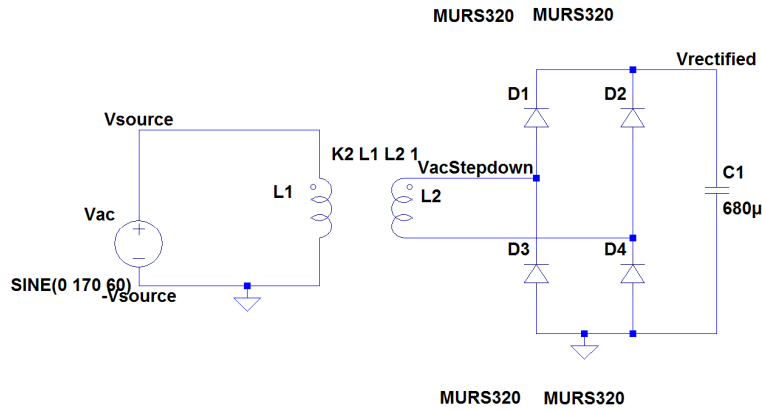 MURS320 MURS320
Vrectified
D1 D2
Vsource
K2 L1 L2 1
VacStepdown
C1
L1 L2
680µ
Vac
+
-
D3 D4
SINE(0 170 60)
-Vsource
MURS320 MURS320